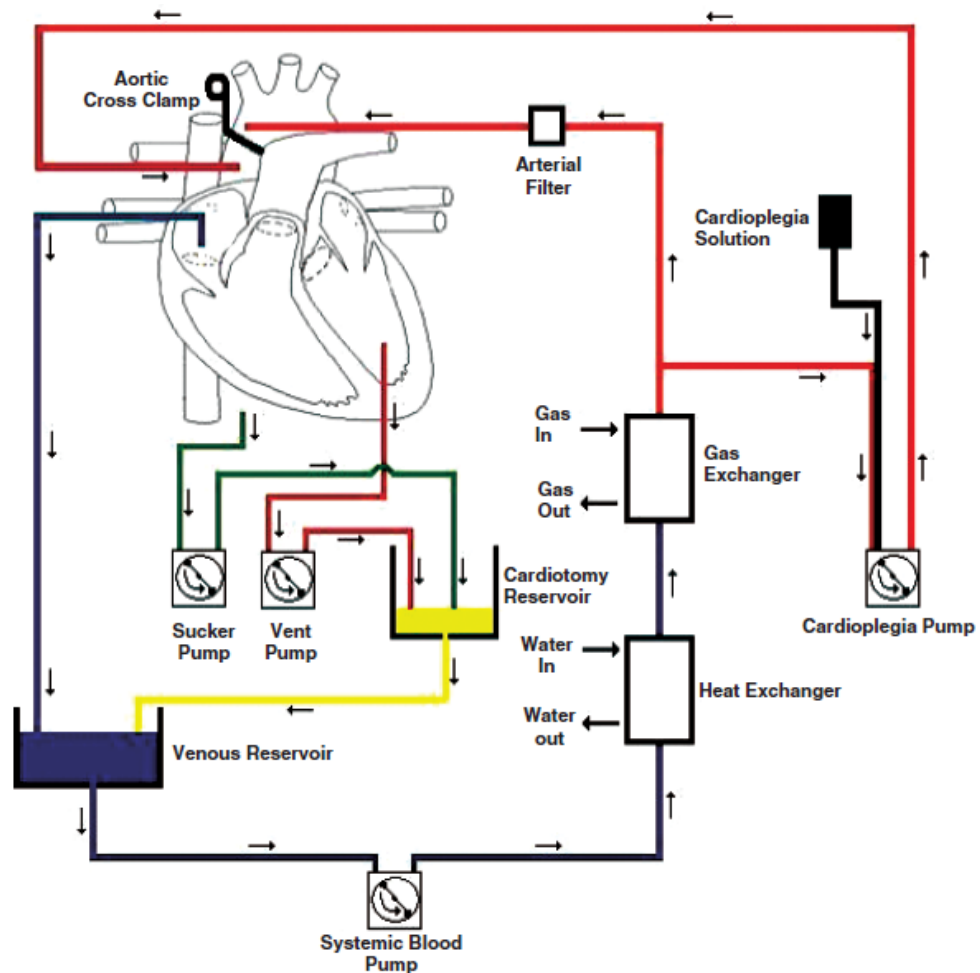 Aortic
Cross Clamp
Arterial
Filter
Cardioplegia
Solution
Gas
In
Gas
Exchanger
Gas
Out
Cardiotomy
Reservoir
Sucker
Pump
Vent
Pump
Cardioplegia Pump
Water
In
Heat Exchanger
Water
out
Venous Reservoir
Systemic Blood
Pump